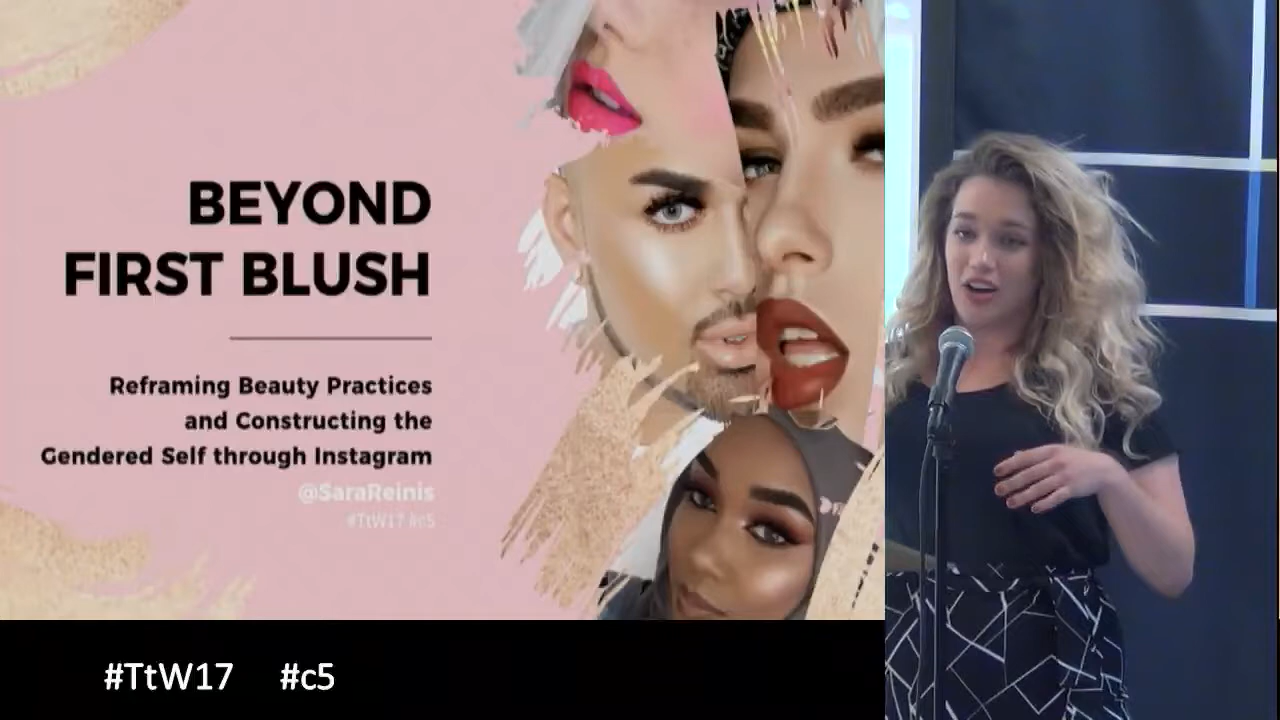 BEYOND
FIRST BLUSH
Reframing Beauty Practices
and Constructing the
Gendered Self through Instagram
@SaraReinis
#TtW17 #c5
#TtW17 #c5